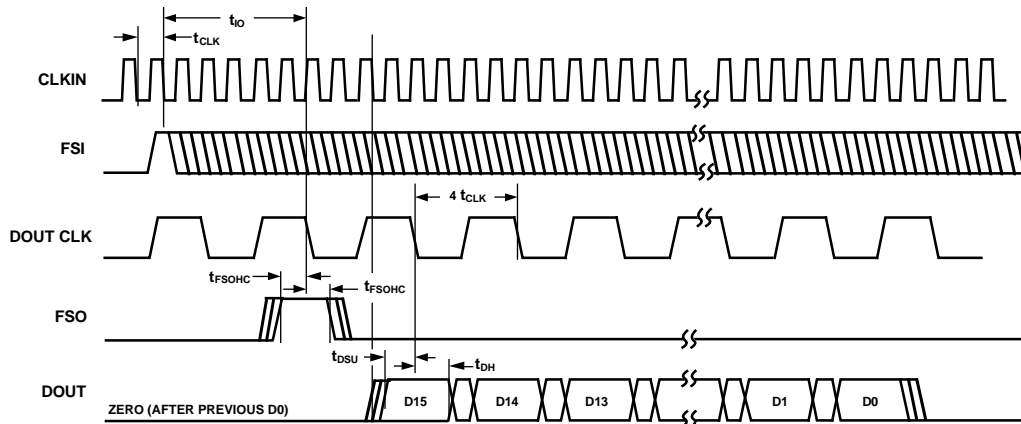 tIO
tCLK
CLKIN
FSI
4 tCLK
DOUT CLK
tFSOHC
tFSOHC
FSO
tDSU
tDH
DOUT
ZERO (AFTER PREVIOUS D0)
D15
D14
D13
D1
D0